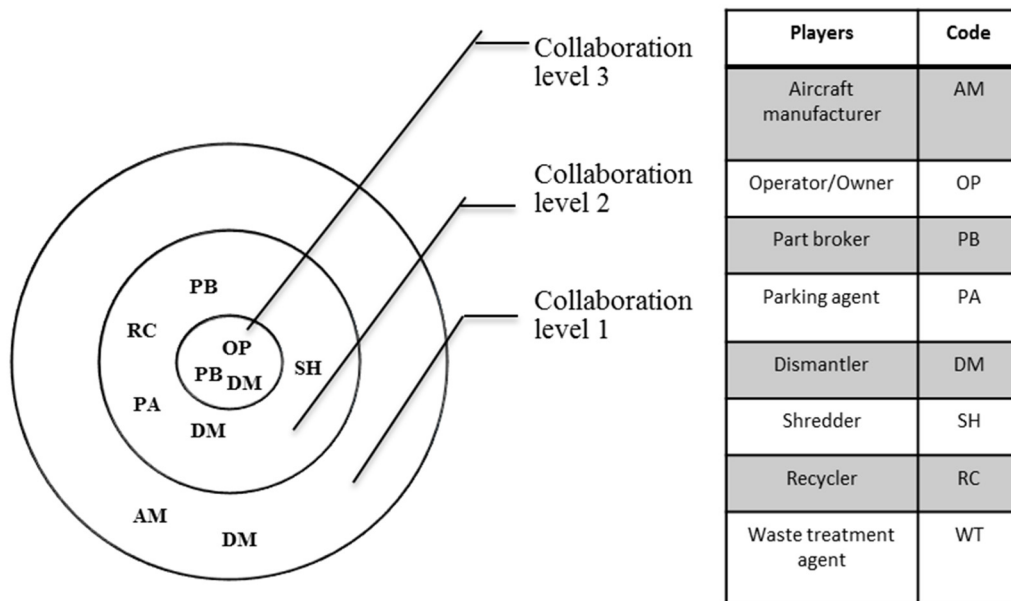 Collaboration
level 3
Collaboration
level 2
Collaboration
level 1
PB
RC
OP
SH
PB DM
PA
DM
AM
DM
Players Code
Aircraft AM
manufacturer
Operator/Owner OP
Part broker PB
Parking agent PA
Dismantler DM
Shredder SH
Recycler RC
Waste treatment WT
agent